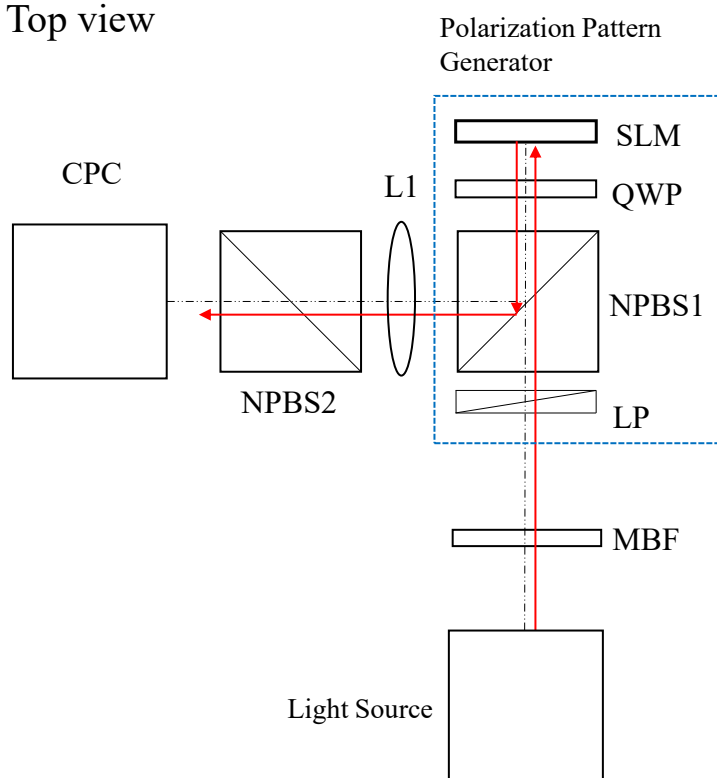 Top view
Polarization Pattern
Generator
SLM
CPC
L1
QWP
NPBS1
NPBS2
LP
MBF
Light Source